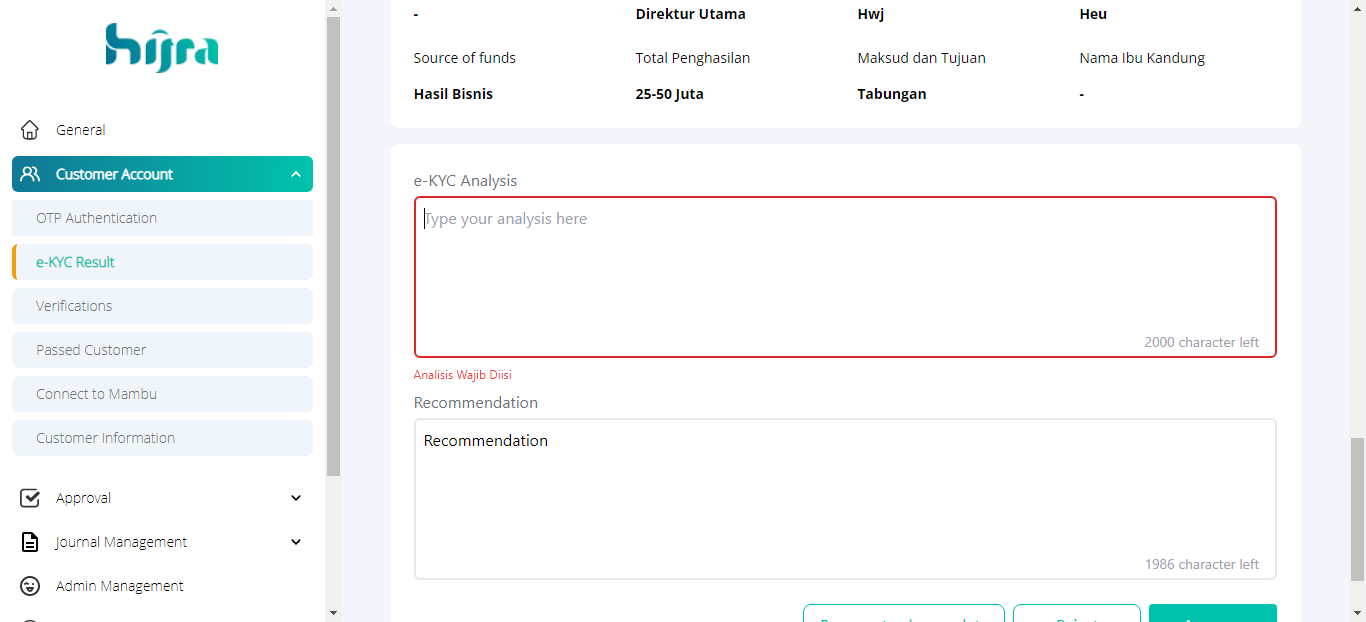 hijra
General
Customer Account
OTP Authentication
e-KYC Result
Verifications
Passed Customer
Connect to Mambu
Customer Information
Approval
Journal Management
Admin Management
- Direktur Utama Hwj Heu
Source of funds Total Penghasilan Maksud dan Tujuan Nama Ibu Kandung
Hasil Bisnis 25-50 Juta Tabungan -
e-KYC Analysis
Type your analysis here
2000 character left
Analisis Wajib Diisi
Recommendation
Recommendation
1986 character left